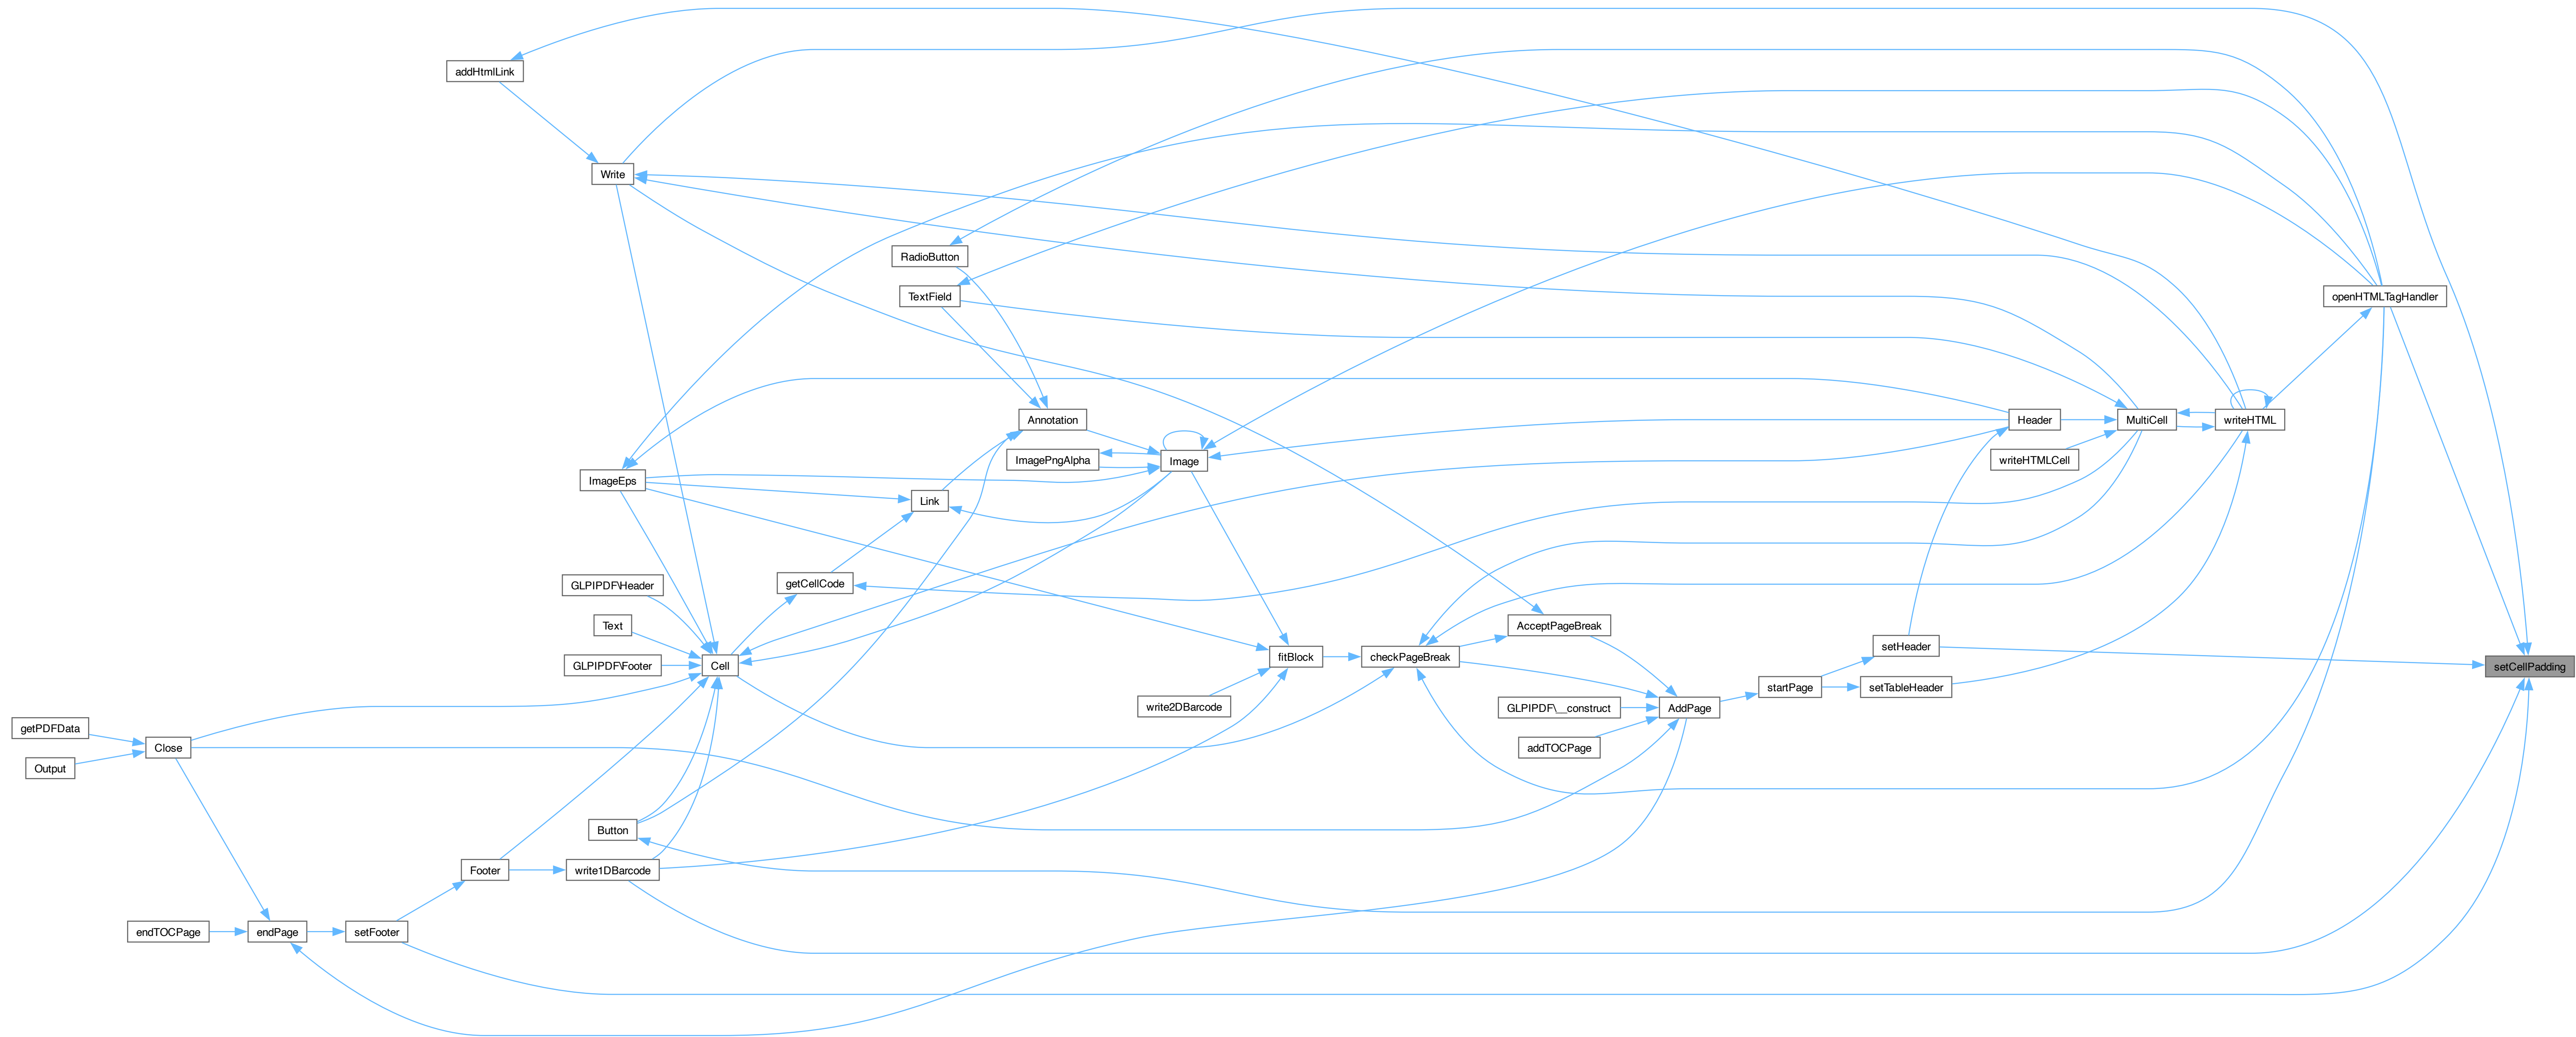 addHtmlLink
Write
RadioButton
TextField
openHTMLTagHandler
Annotation
Header
MultiCell
writeHTML
ImagePngAlpha
Image
writeHTMLCell
ImageEps
Link
GLPIPDF\Header
getCellCode
Text
AcceptPageBreak
GLPIPDF\Footer
Cell
fitBlock
checkPageBreak
setHeader
setCellPadding
startPage
setTableHeader
write2DBarcode
GLPIPDF\__construct
AddPage
getPDFData
Close
addTOCPage
Output
Button
Footer
write1DBarcode
endTOCPage
endPage
setFooter